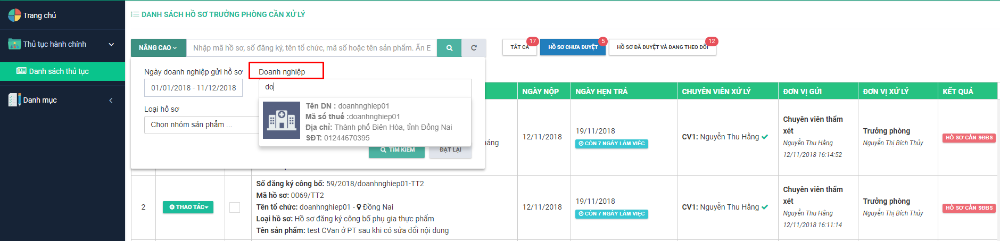 Trang chủ
Thủ tục hành chính
Danh sách thủ tục
Danh mục
DANH SÁCH HỒ SƠ TRƯỞNG PHÒNG CẦN XỬ LÝ
NÂNG CAO
Nhập mã hồ sơ, số đăng ký, tên tổ chức, mã số hoặc tên sản phẩm. Ấn E
TẤT CẢ 17
HỒ SƠ CHƯA DUYỆT 5
HỒ SƠ ĐÃ DUYỆT VÀ ĐANG THEO DÕI 12
Ngày doanh nghiệp gửi hồ sơ
01/01/2018 - 11/12/2018
Doanh nghiệp
do
Tên DN : doanhnghiep01
Mã số thuế :doanhnghiep01
Địa chỉ: Thành phố Biên Hòa, tỉnh Đồng Nai
SĐT: 01244670395
Loại hồ sơ
Chọn nhóm sản phẩm ...
TÌM KIẾM
ĐẶT LẠI
NGÀY NỘP
NGÀY HẸN TRẢ
CHUYÊN VIÊN XỬ LÝ
ĐƠN VỊ GỬI
ĐƠN VỊ XỬ LÝ
KẾT QUẢ
háng
12/11/2018
19/11/2018
CÒN 7 NGÀY LÀM VIỆC
CV1: Nguyễn Thu Hằng
Chuyên viên thẩm
xét
Nguyễn Thu Hằng
12/11/2018 16:14:52
Trưởng phòng
Nguyễn Thị Bích Thủy
HỒ SƠ CẦN SĐBS
2
THAO TÁC
Số đăng ký công bố: 59/2018/doanhnghiep01-TT2
Mã hồ sơ: 0069/TT2
Tên tổ chức: doanhnghiep01 - Đồng Nai
Loại hồ sơ: Hồ sơ đăng ký công bố phụ gia thực phẩm
Tên sản phẩm: test CVan ở PT sau khi có sửa đổi nội dung
12/11/2018
19/11/2018
CÒN 7 NGÀY LÀM VIỆC
CV1: Nguyễn Thu Hằng
Chuyên viên thẩm
xét
Nguyễn Thu Hằng
12/11/2018 16:11:14
Trưởng phòng
Nguyễn Thị Bích Thủy
HỒ SƠ CẦN SĐBS